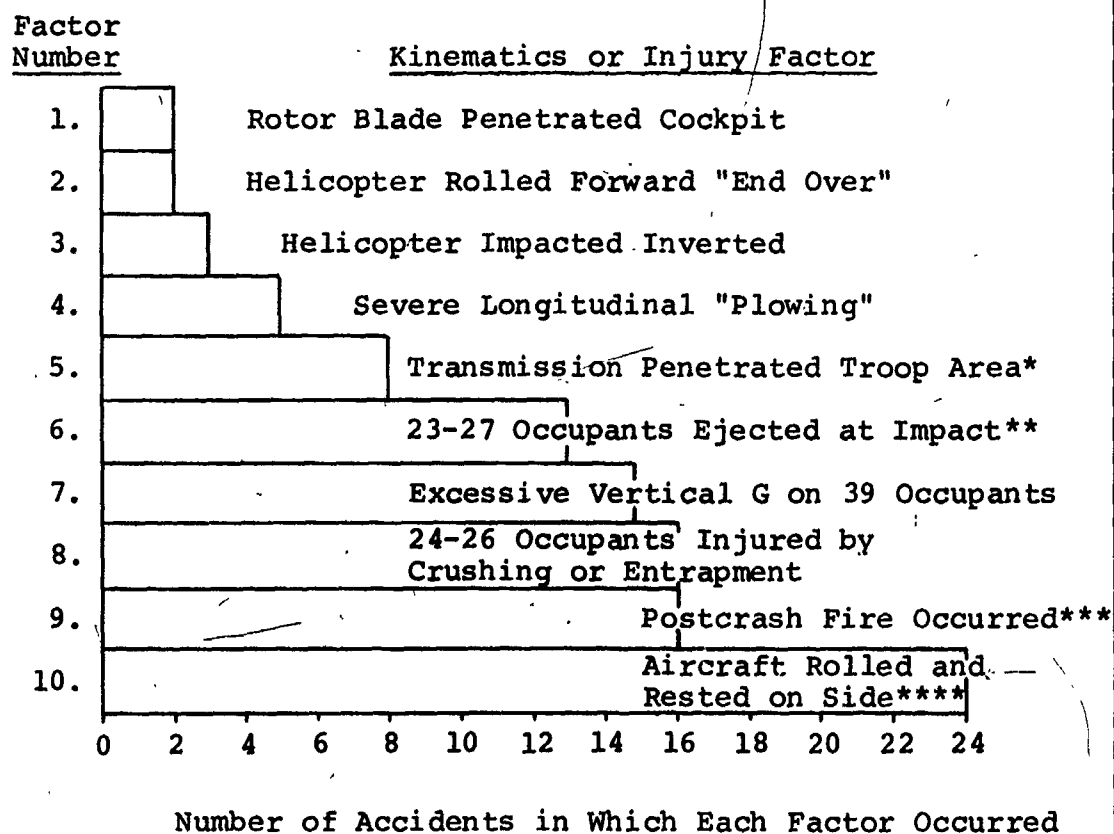 Factor
Number Kinematics or Injury Factor
1. Rotor Blade Penetrated Cockpit
2. Helicopter Rolled Forward "End Over"
3. Helicopter Impacted Inverted
4. Severe Longitudinal "Plowing"
5. Transmission Penetrated Troop Area*
6. 23-27 Occupants Ejected at Impact**
7. Excessive Vertical G on 39 Occupants
8. 24-26 Occupants Injured by
Crushing or Entrapment
9. Postcrash Fire Occurred***
10. Aircraft Rolled and
Rested on Side****
0 2 4 6 8 10 12 14 16 18 20 22 24
Number of Accidents in Which Each Factor Occurred